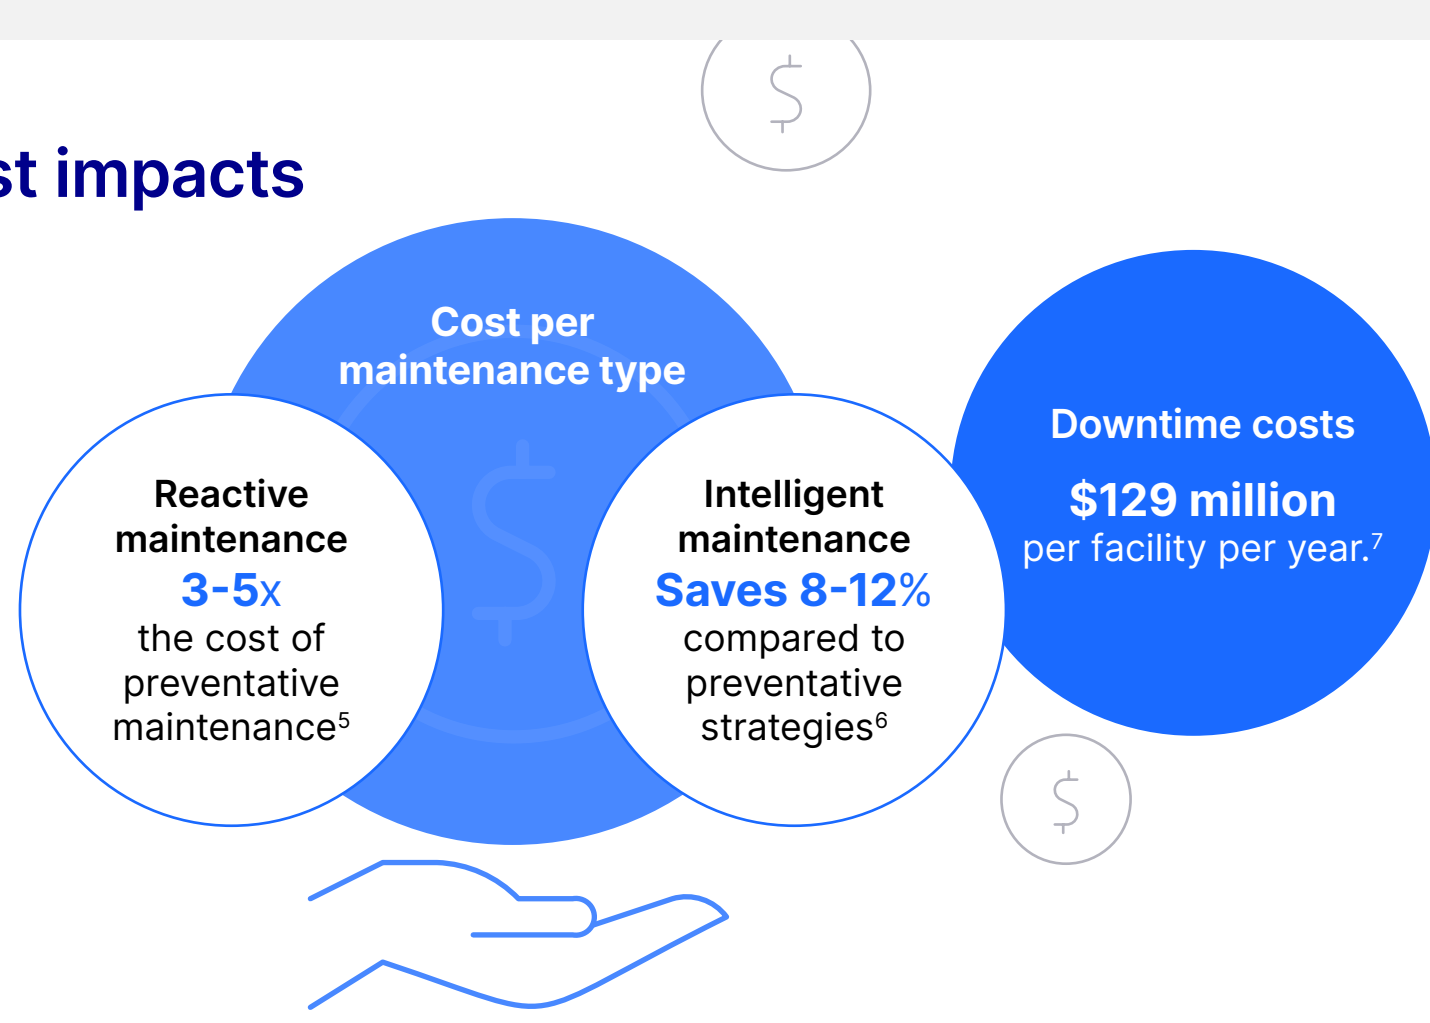 st impacts
Cost per
maintenance type
Reactive
maintenance
3-5x
the cost of
preventative
maintenance⁵
Intelligent
maintenance
Saves 8-12%
compared to
preventative
strategies⁶
Downtime costs
$129 million
per facility per year.⁷
$
$
$